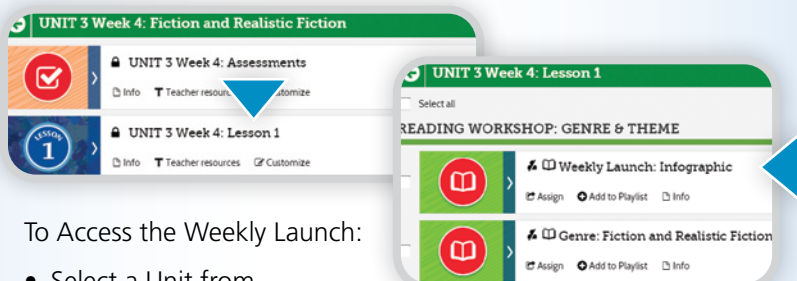 UNIT 3 Week 4: Fiction and Realistic Fiction
UNIT 3 Week 4: Assessments
Info Teacher resour ustomize
LESSON
1
UNIT 3 Week 4: Lesson 1
Info Teacher resources Customize
UNIT 3 Week 4: Lesson 1
Select all
READING WORKSHOP: GENRE & THEME
Weekly Launch: Infographic
Assign Add to Playlist Info
Genre: Fiction and Realistic Fiction
Assign Add to Playlist Info
To Access the Weekly Launch:
• Select a Unit from